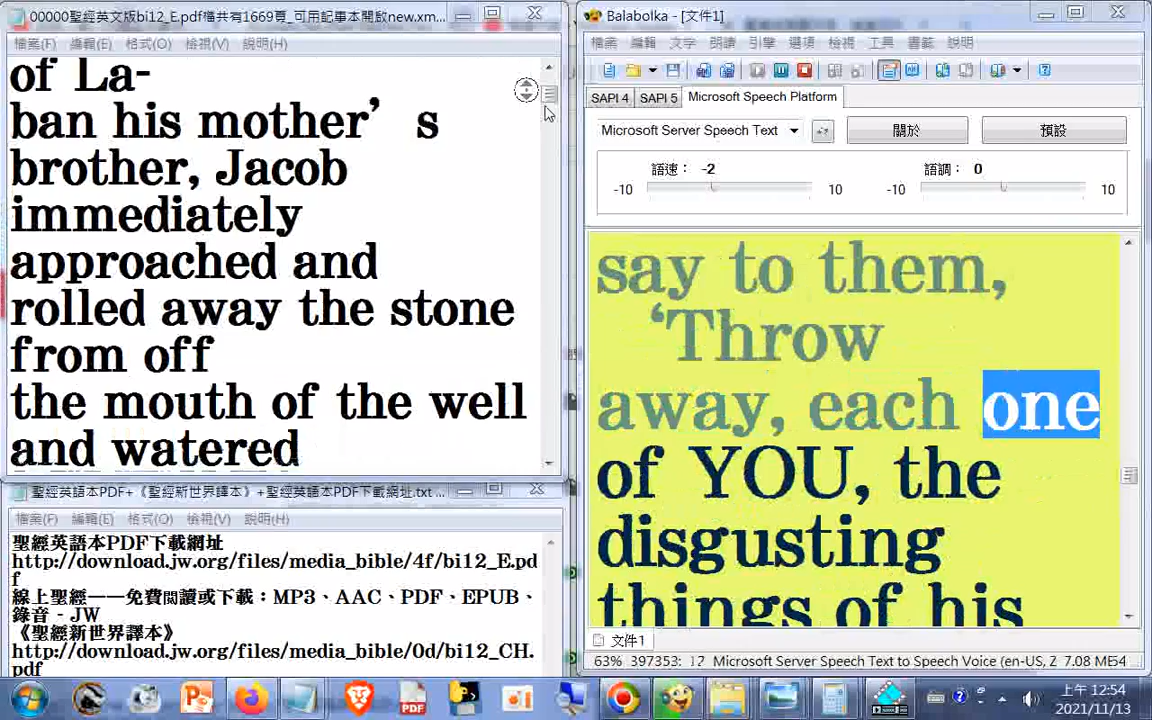 00000聖經英文版bi12_E.pdf檔共有1669頁_可用記事本開啟new.xm...
檔案(F) 編輯(E) 格式(O) 檢視(V) 說明(H)
of La-
ban his mother’s
brother, Jacob
immediately
approached and
rolled away the stone
from off
the mouth of the well
and watered
聖經英語本PDF+《聖經新世界譯本》+聖經英語本PDF下載網址.txt ...
檔案(F) 編輯(E) 格式(O) 檢視(V) 說明(H)
聖經英語本PDF下載網址
http://download.jw.org/files/media_bible/4f/bi12_E.pd
f
線上聖經——免費閱讀或下載：MP3、AAC、PDF、EPUB、
錄音 - JW
《聖經新世界譯本》
http://download.jw.org/files/media_bible/0d/bi12_CH.
pdf
Balabolka - [文件1]
檔案 編輯 文字 朗讀 引擎 選項 檢視 工具 書籤 說明
SAPI 4 SAPI 5 Microsoft Speech Platform
Microsoft Server Speech Text 關於 預設
語速： -2 語調： 0
-10 10 -10 10
say to them,
‘Throw
away, each one
of YOU, the
disgusting
things of his
文件1
63% 397353: 12 Microsoft Server Speech Text to Speech Voice (en-US, Z 7.08 ME54
上午 12:54
2021/11/13